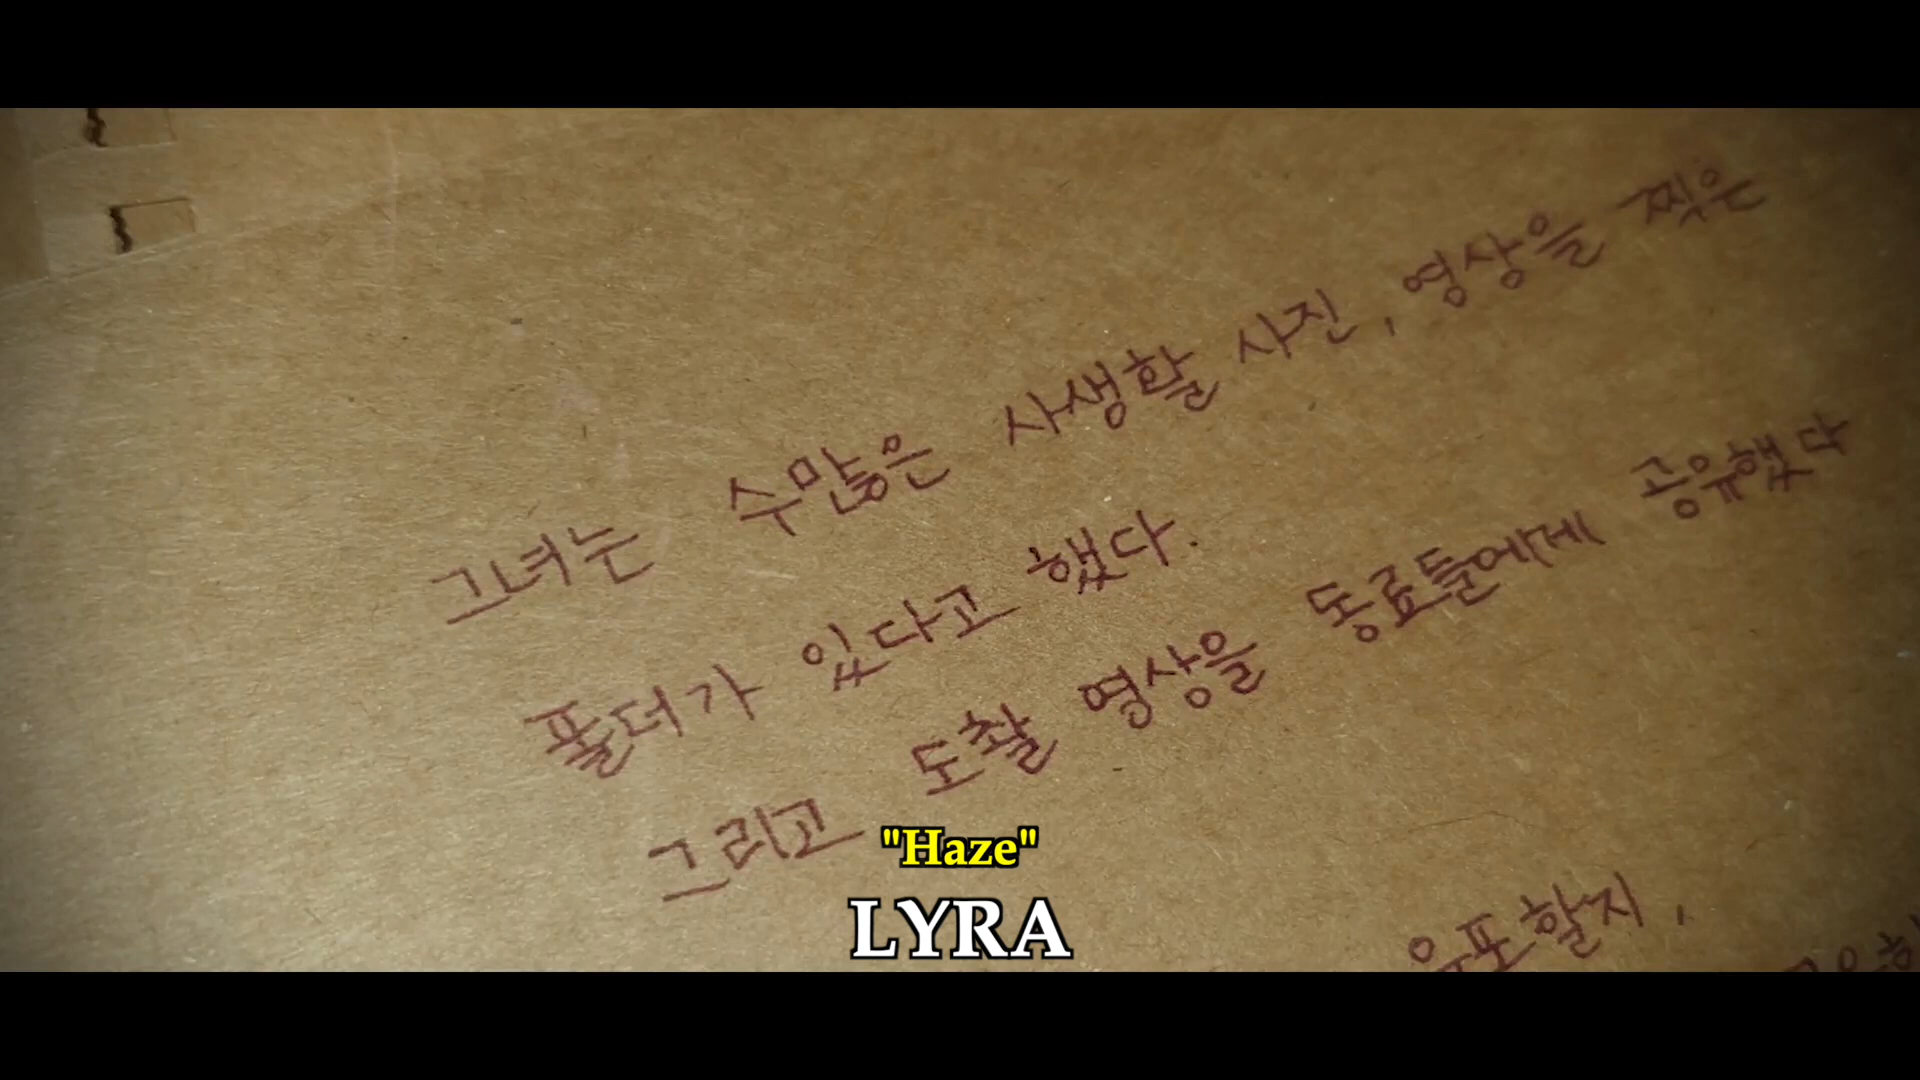 그녀는 수많은 사생활 사진, 영상을 찍은
폴더가 있다고 했다.
그리고 도촬 영상을 동료들에게 공유했다
유포할지,
"Haze"
LYRA